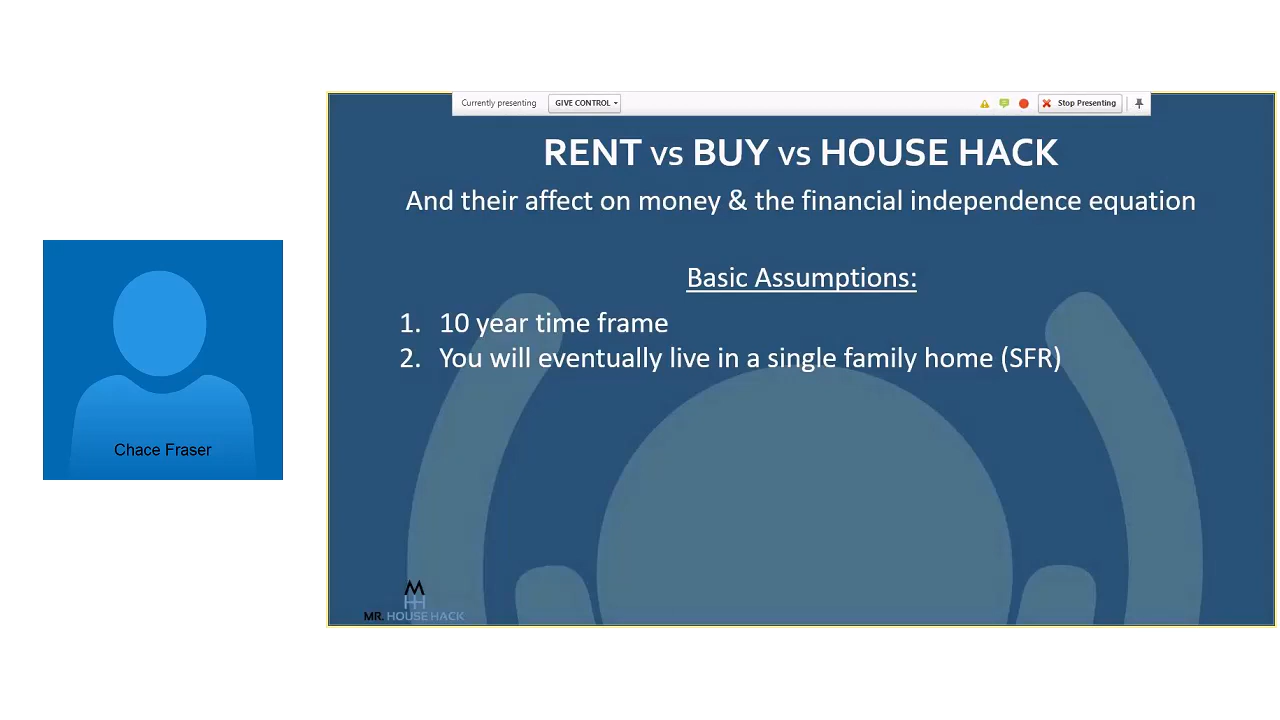 Currently presenting GIVE CONTROL Stop Presenting
RENT vs BUY vs HOUSE HACK
And their affect on money & the financial independence equation
Basic Assumptions:
1. 10 year time frame
2. You will eventually live in a single family home (SFR)
Chace Fraser
MR. HOUSE HACK